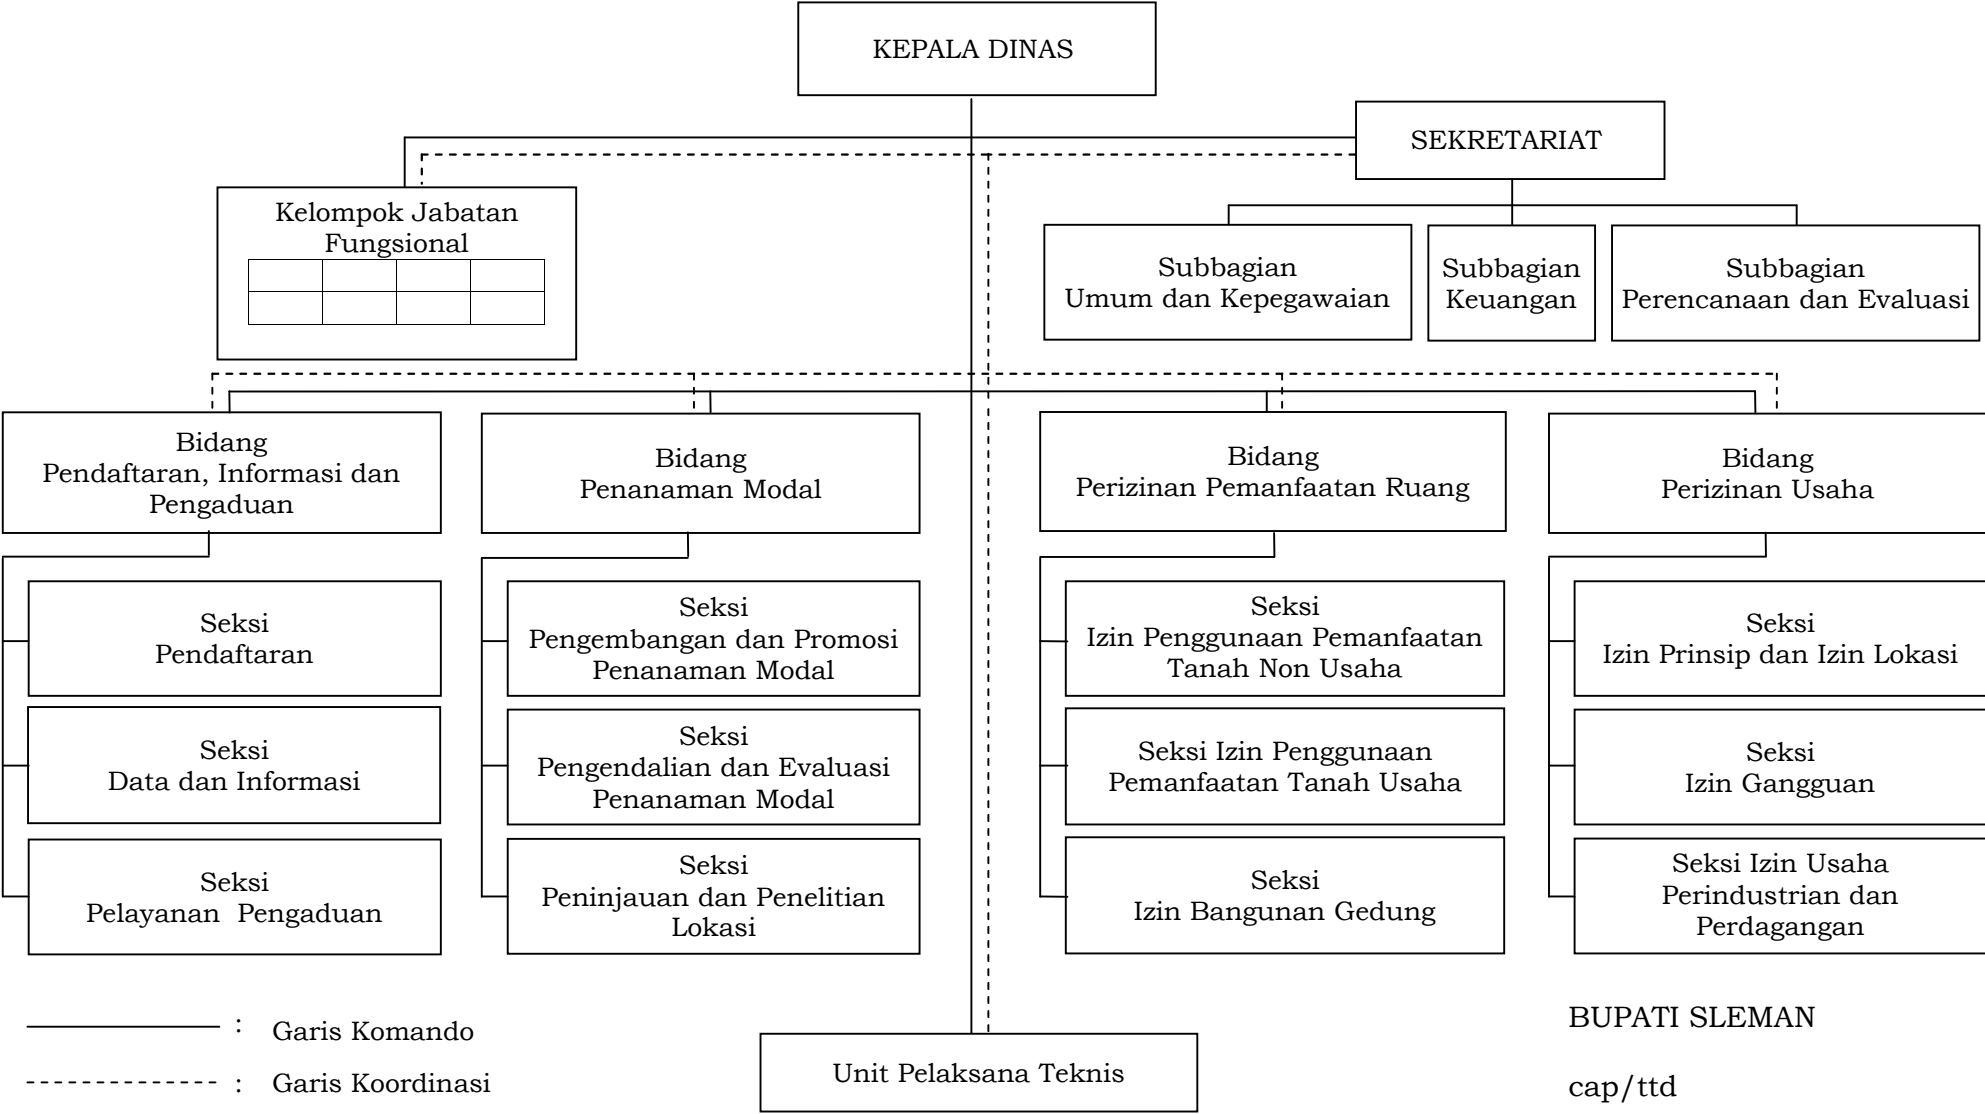 KEPALA DINAS
SEKRETARIAT
Kelompok Jabatan
Fungsional
Subbagian
Umum dan Kepegawaian
Subbagian
Keuangan
Subbagian
Perencanaan dan Evaluasi
Bidang
Pendaftaran, Informasi dan
Pengaduan
Bidang
Penanaman Modal
Bidang
Perizinan Pemanfaatan Ruang
Bidang
Perizinan Usaha
Seksi
Pendaftaran
Seksi
Pengembangan dan Promosi
Penanaman Modal
Seksi
Izin Penggunaan Pemanfaatan
Tanah Non Usaha
Seksi
Izin Prinsip dan Izin Lokasi
Seksi
Data dan Informasi
Seksi
Pengendalian dan Evaluasi
Penanaman Modal
Seksi Izin Penggunaan
Pemanfaatan Tanah Usaha
Seksi
Izin Gangguan
Seksi
Pelayanan  Pengaduan
Seksi
Peninjauan dan Penelitian
Lokasi
Seksi
Izin Bangunan Gedung
Seksi Izin Usaha
Perindustrian dan
Perdagangan
: Garis Komando
: Garis Koordinasi
Unit Pelaksana Teknis
BUPATI SLEMAN
cap/ttd